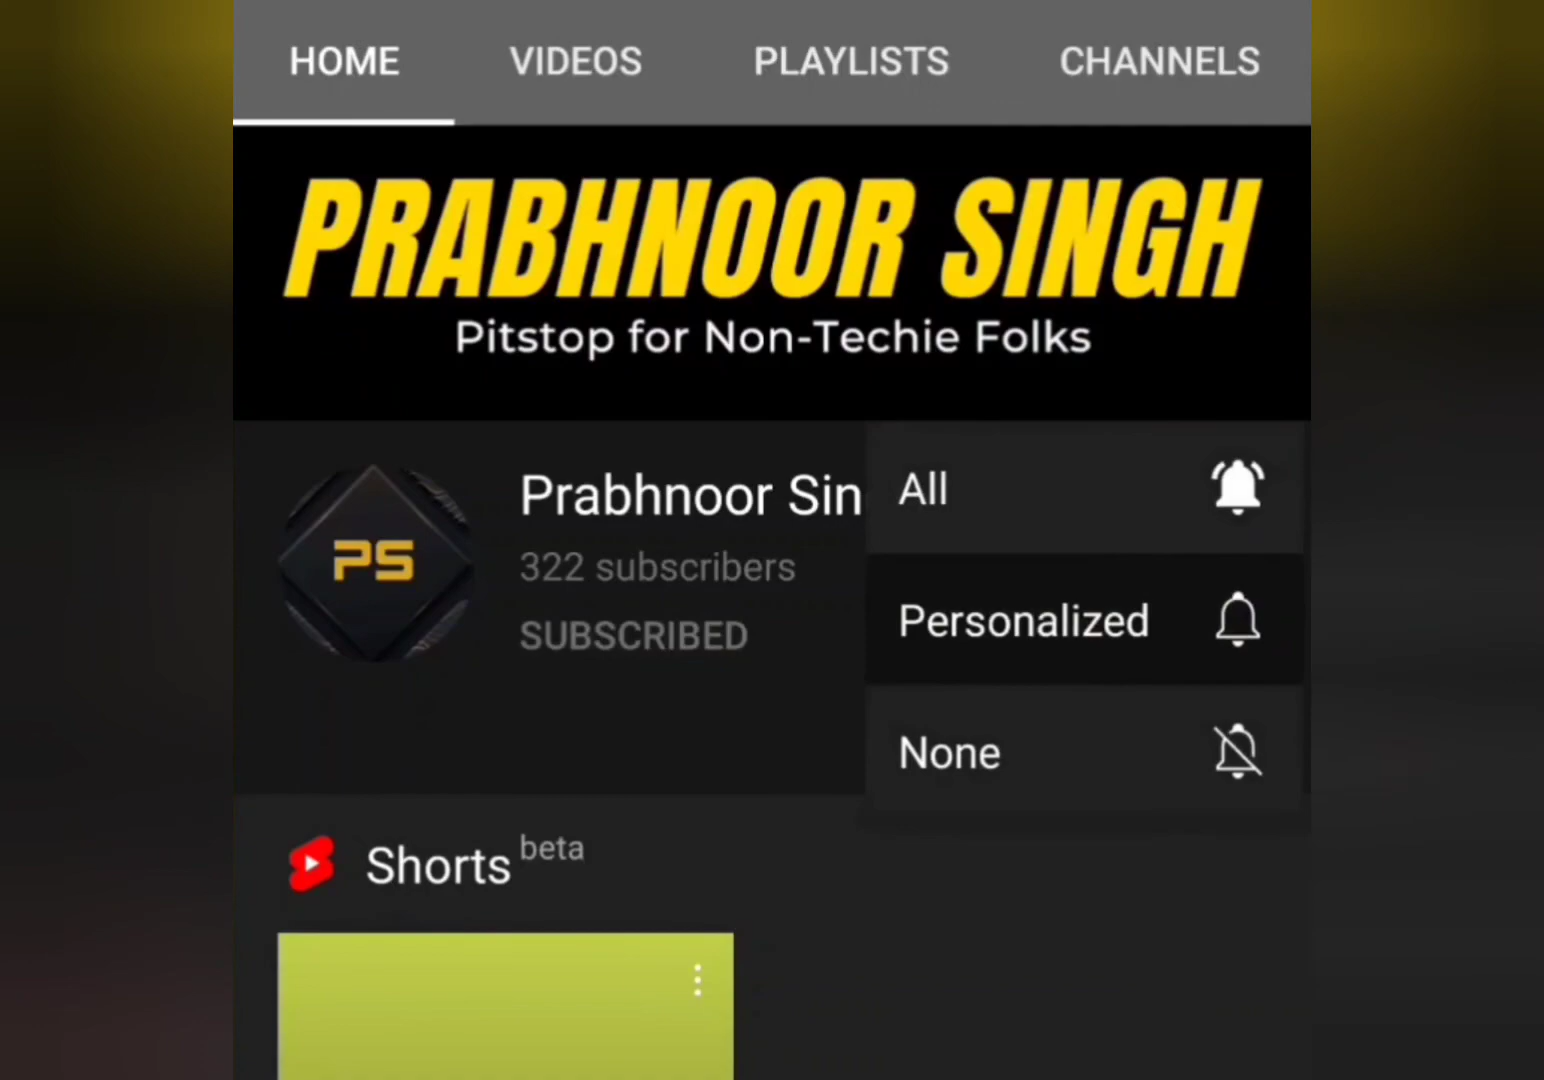 HOME VIDEOS PLAYLISTS CHANNELS
PRABHNOOR SINGH
Pitstop for Non-Techie Folks
PS
Prabhnoor Sin
322 subscribers
SUBSCRIBED
All
Personalized
None
Shorts beta